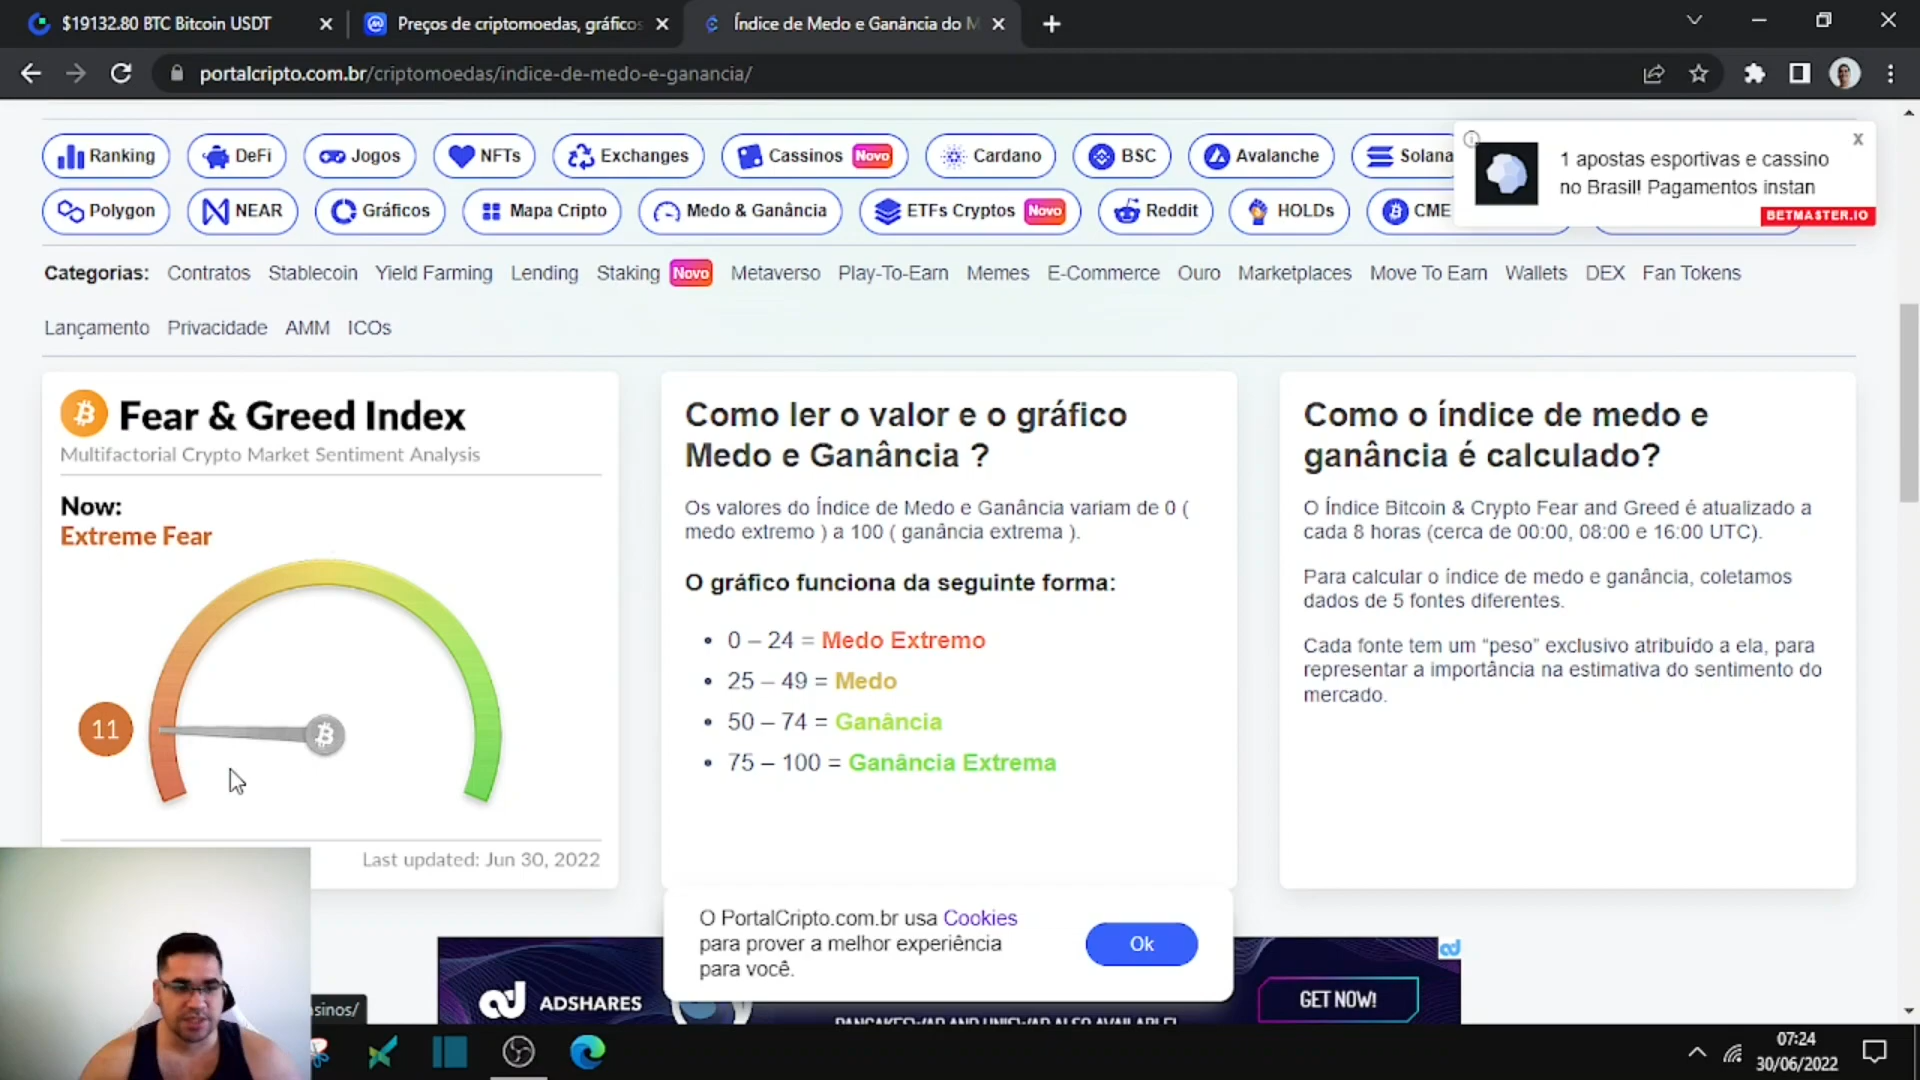 $19132.80 BTC Bitcoin USDT
Preços de criptomoedas, gráficos
Índice de Medo e Ganância do M
portalcripto.com.br/criptomoedas/indice-de-medo-e-ganancia/
Ranking
DeFi
Jogos
NFTs
Exchanges
Cassinos Novo
Cardano
BSC
Avalanche
Solana
1 apostas esportivas e cassino
no Brasil! Pagamentos instan
BETMASTER.IO
X
Polygon
NEAR
Gráficos
Mapa Cripto
Medo & Ganância
ETFs Cryptos Novo
Reddit
HOLDs
CME
Categorias: Contratos Stablecoin Yield Farming Lending Staking Novo Metaverso Play-To-Earn Memes E-Commerce Ouro Marketplaces Move To Earn Wallets DEX Fan Tokens
Lançamento Privacidade AMM ICOs
Fear & Greed Index
Multifactorial Crypto Market Sentiment Analysis
Now:
Extreme Fear
11
Last updated: Jun 30, 2022
Como ler o valor e o gráfico
Medo e Ganância ?
Os valores do Índice de Medo e Ganância variam de 0 (
medo extremo ) a 100 ( ganância extrema ).
O gráfico funciona da seguinte forma:
• 0 – 24 = Medo Extremo
• 25 – 49 = Medo
• 50 – 74 = Ganância
• 75 – 100 = Ganância Extrema
Como o índice de medo e
ganância é calculado?
O Índice Bitcoin & Crypto Fear and Greed é atualizado a
cada 8 horas (cerca de 00:00, 08:00 e 16:00 UTC).
Para calcular o índice de medo e ganância, coletamos
dados de 5 fontes diferentes.
Cada fonte tem um “peso” exclusivo atribuído a ela, para
representar a importância na estimativa do sentimento do
mercado.
O PortalCripto.com.br usa Cookies
para prover a melhor experiência
para você.
Ok
ad ADSHARES
GET NOW!
PANCAKESWAP AND UNISWAP ALSO AVAILABLE!
ad
sinos/
07:24
30/06/2022